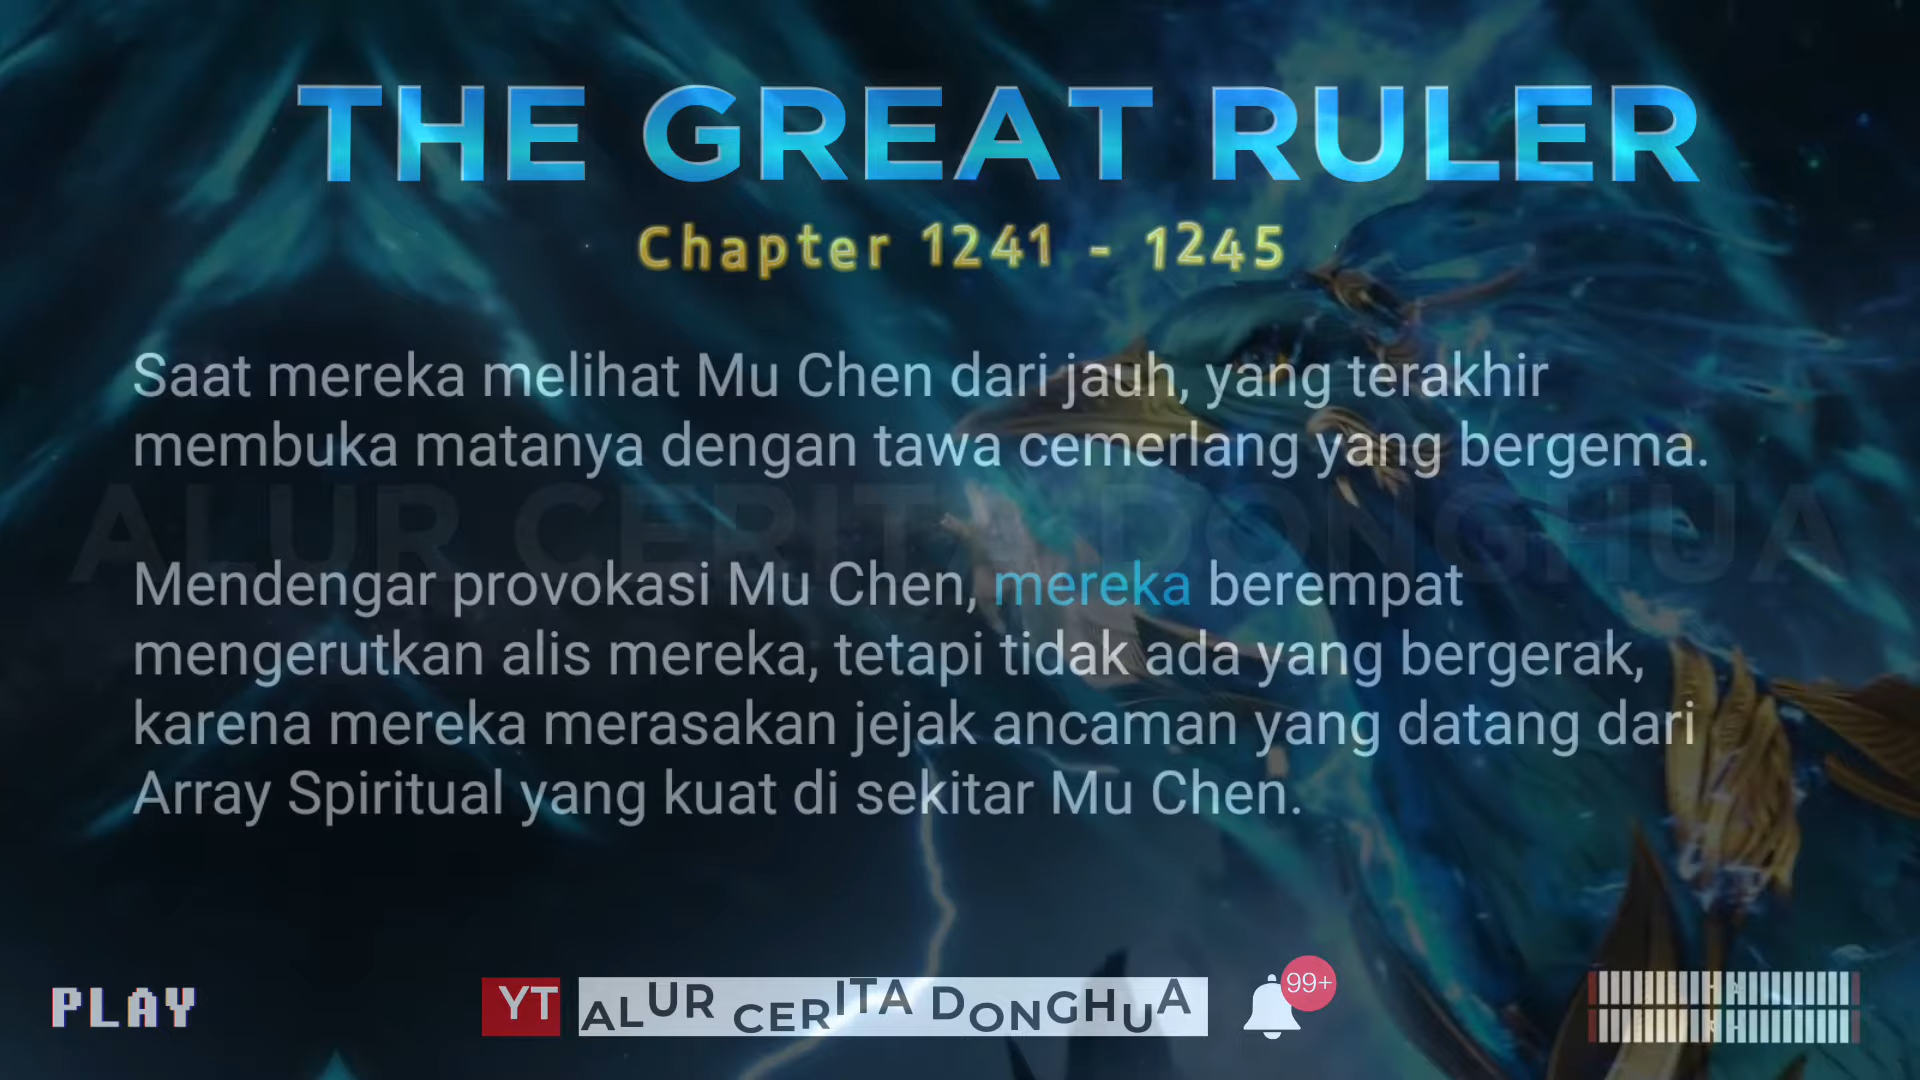 THE GREAT RULER
Chapter 1241 - 1245
Saat mereka melihat Mu Chen dari jauh, yang terakhir
membuka matanya dengan tawa cemerlang yang bergema.
ALUR CERITA DONGHUA
Mendengar provokasi Mu Chen, mereka berempat
mengerutkan alis mereka, tetapi tidak ada yang bergerak,
karena mereka merasakan jejak ancaman yang datang dari
Array Spiritual yang kuat di sekitar Mu Chen.
PLAY
YT ALUR CERITA DONGHUA
99+